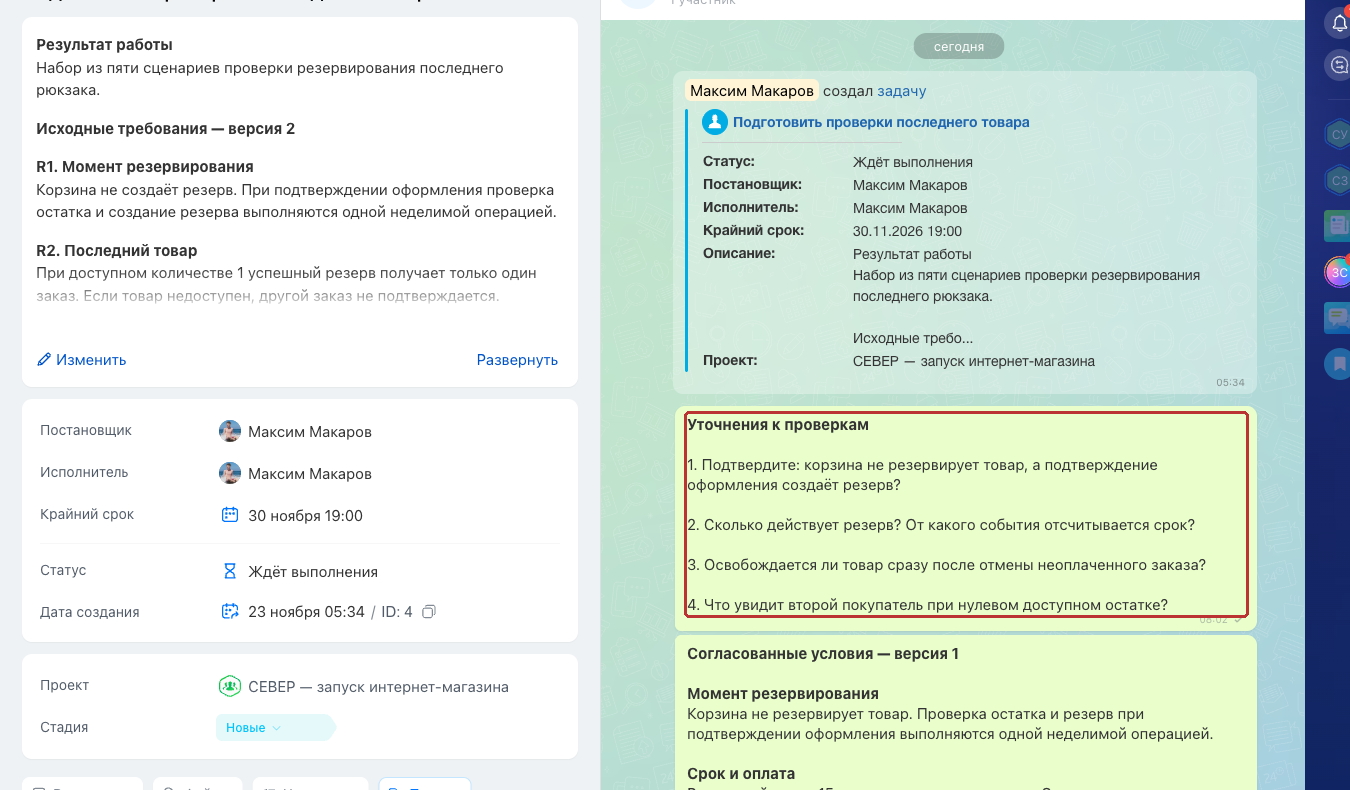 Результат работы
Набор из пяти сценариев проверки резервирования последнего
рюкзака.
Исходные требования — версия 2
R1. Момент резервирования
Корзина не создаёт резерв. При подтверждении оформления проверка
остатка и создание резерва выполняются одной неделимой операцией.
R2. Последний товар
При доступном количестве 1 успешный резерв получает только один
заказ. Если товар недоступен, другой заказ не подтверждается.
Изменить
Развернуть
Постановщик
Максим Макаров
Исполнитель
Максим Макаров
Крайний срок
30 ноября 19:00
Статус
Ждёт выполнения
Дата создания
23 ноября 05:34 / ID: 4
Проект
СЕВЕР — запуск интернет-магазина
Стадия
Новые
1 участник
сегодня
Максим Макаров создал задачу
Подготовить проверки последнего товара
Статус: Ждёт выполнения
Постановщик: Максим Макаров
Исполнитель: Максим Макаров
Крайний срок: 30.11.2026 19:00
Описание: Результат работы
Набор из пяти сценариев проверки резервирования
последнего рюкзака.
Исходные требо...
Проект: СЕВЕР — запуск интернет-магазина
05:34
Уточнения к проверкам
1. Подтвердите: корзина не резервирует товар, а подтверждение
оформления создаёт резерв?
2. Сколько действует резерв? От какого события отсчитывается срок?
3. Освобождается ли товар сразу после отмены неоплаченного заказа?
4. Что увидит второй покупатель при нулевом доступном остатке?
06:02
Согласованные условия — версия 1
Момент резервирования
Корзина не резервирует товар. Проверка остатка и резерв при
подтверждении оформления выполняются одной неделимой операцией.
Срок и оплата
СУ
СЗ
ЗС